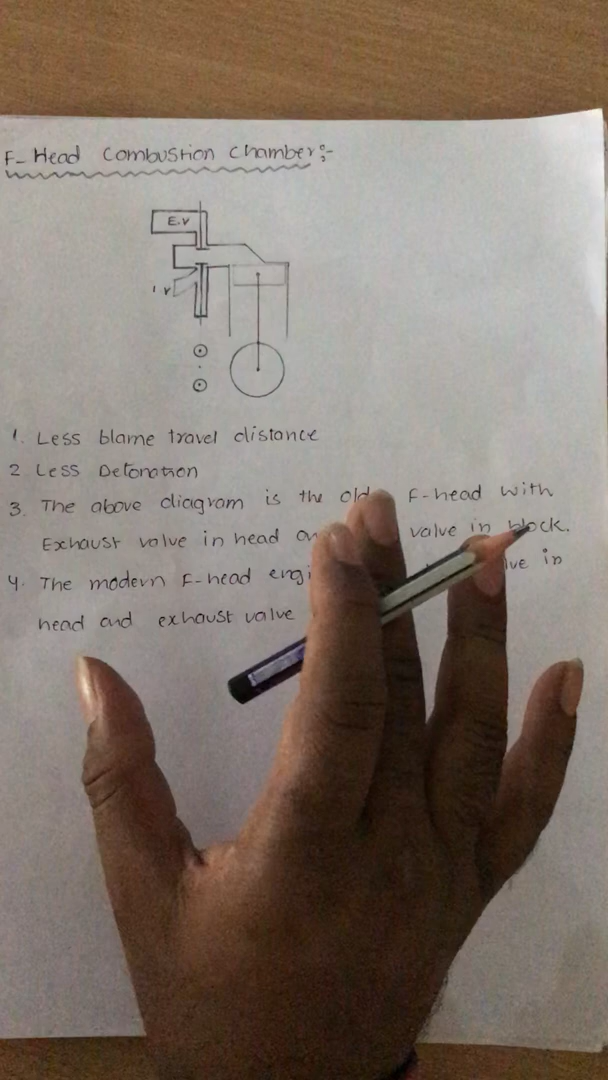 F-Head Combustion Chamber:-
E.V
I V
1. Less blame travel distance
2 Less Detonation
3. The above diagram is the old F-head with
Exhaust valve in head valve in block.
4. The modern F-head in
head and exhaust valve